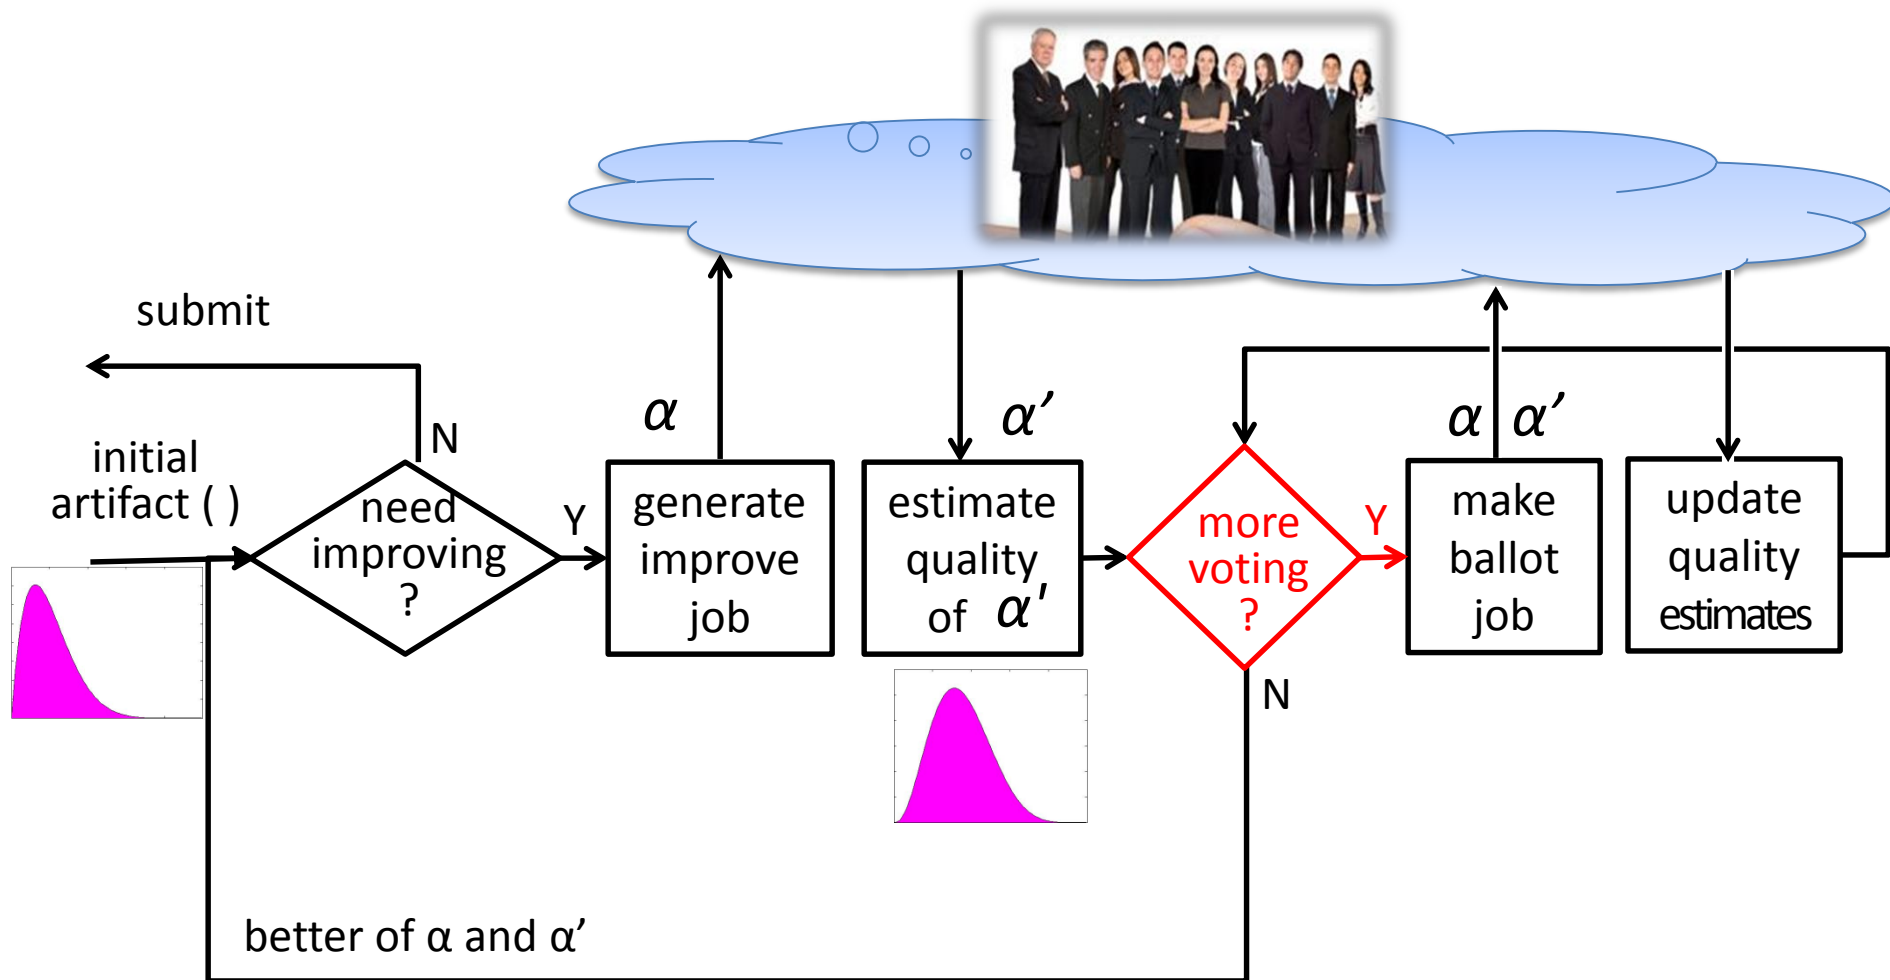 submit
N
α
α’
α α’
initial
artifact ( )
need
improving
?
Y
generate
improve
job
estimate
quality
of α'
more
voting
?
Y
make
ballot
job
update
quality
estimates
N
better of α and α’